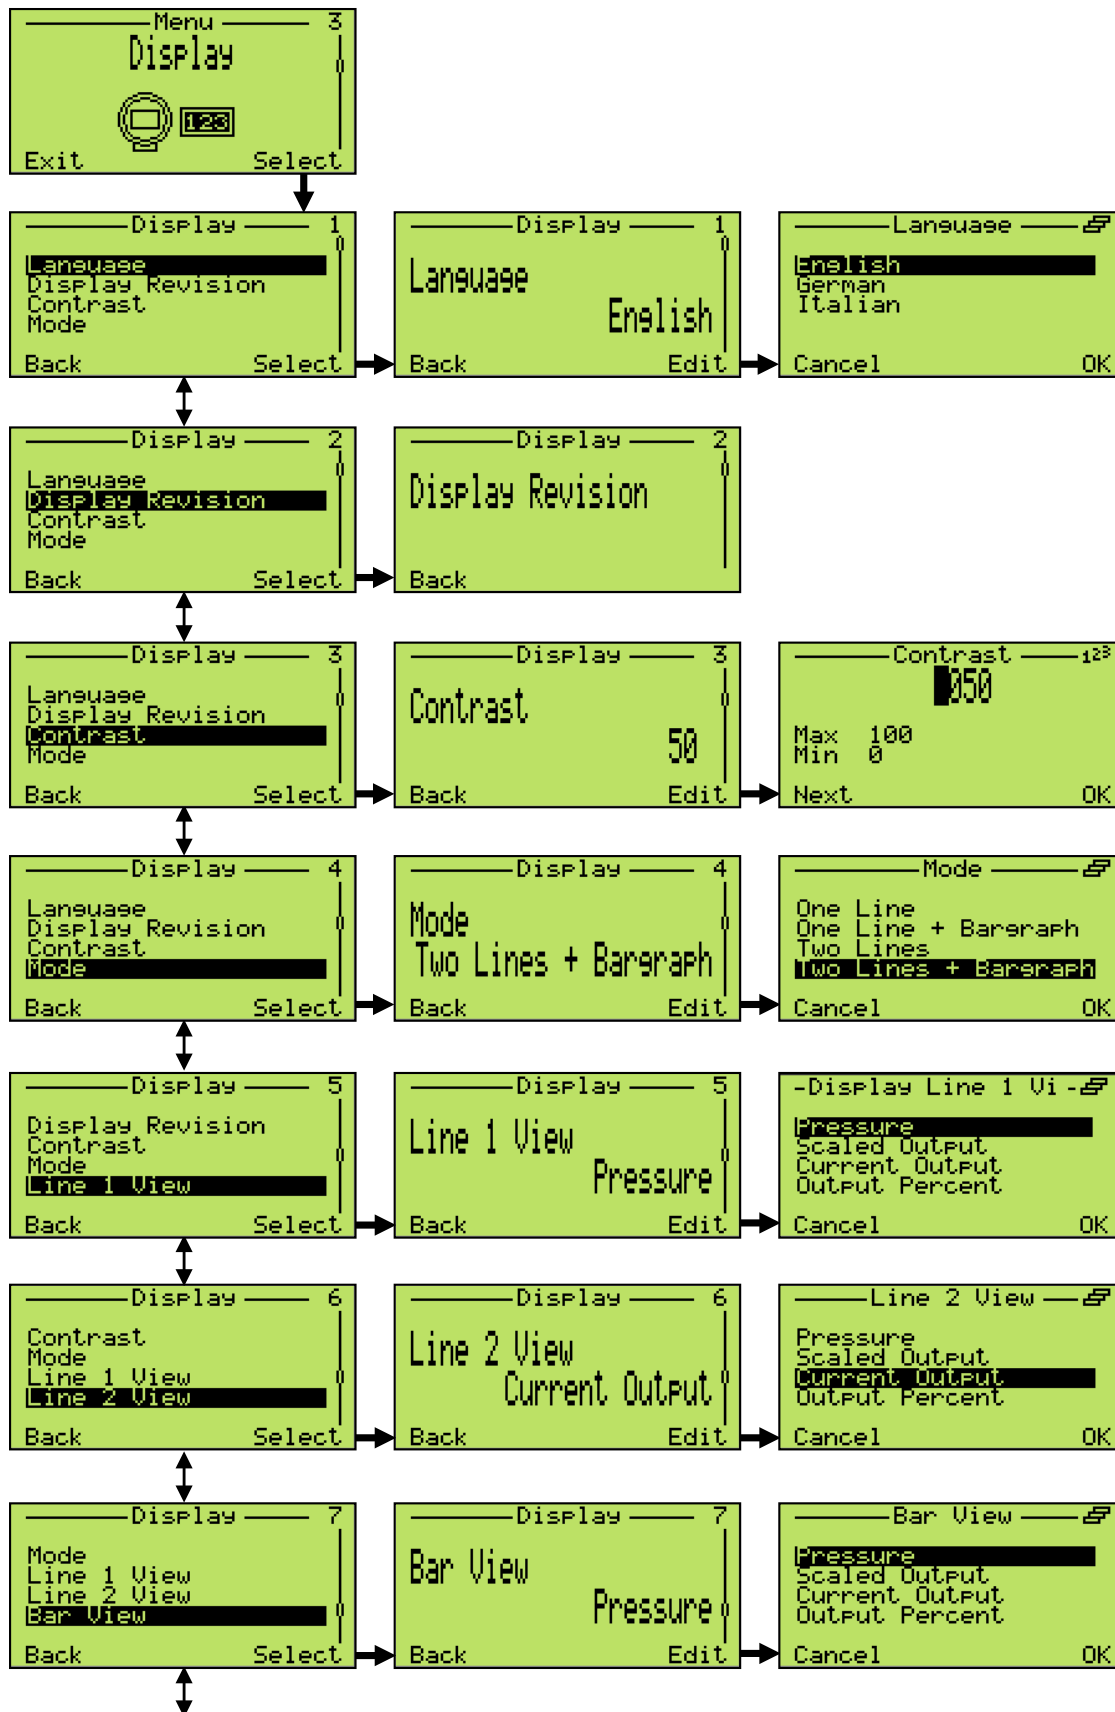 Menu 3
Display
123
Exit Select
Display 1
Language
Display Revision
Contrast
Mode
Back Select
Display 1
Language
English
Back Edit
Language
English
German
Italian
Cancel OK
Display 2
Language
Display Revision
Contrast
Mode
Back Select
Display 2
Display Revision
Back
Display 3
Language
Display Revision
Contrast
Mode
Back Select
Display 3
Contrast
50
Back Edit
Contrast 123
050
Max 100
Min 0
Next OK
Display 4
Language
Display Revision
Contrast
Mode
Back Select
Display 4
Mode
Two Lines + Bargraph
Back Edit
Mode
One Line
One Line + Bargraph
Two Lines
Two Lines + Bargraph
Cancel OK
Display 5
Display Revision
Contrast
Mode
Line 1 View
Back Select
Display 5
Line 1 View
Pressure
Back Edit
-Display Line 1 Vi-
Pressure
Scaled Output
Current Output
Output Percent
Cancel OK
Display 6
Contrast
Mode
Line 1 View
Line 2 View
Back Select
Display 6
Line 2 View
Current Output
Back Edit
Line 2 View
Pressure
Scaled Output
Current Output
Output Percent
Cancel OK
Display 7
Mode
Line 1 View
Line 2 View
Bar View
Back Select
Display 7
Bar View
Pressure
Back Edit
Bar View
Pressure
Scaled Output
Current Output
Output Percent
Cancel OK